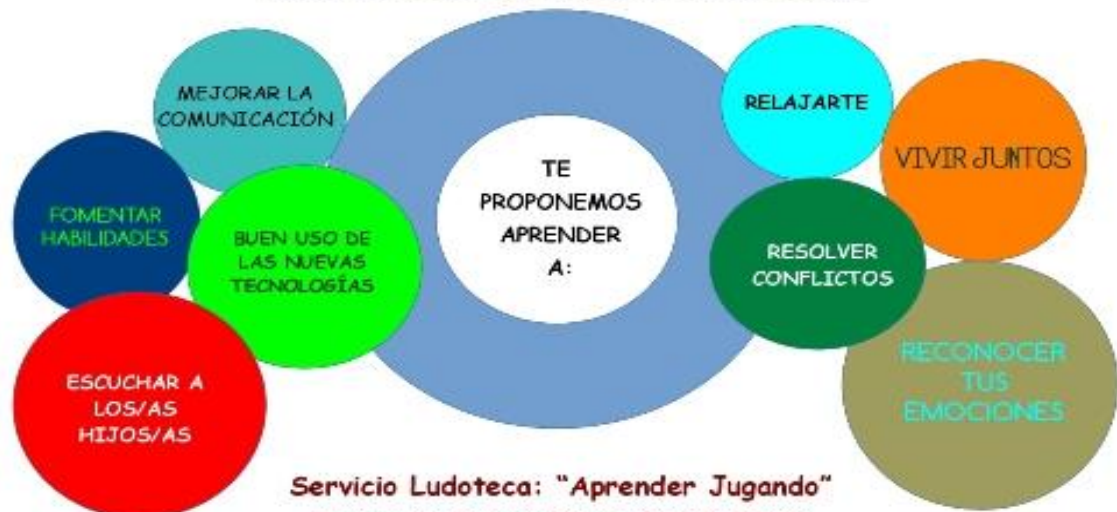 MEJORAR LA
COMUNICACIÓN
FOMENTAR
HABILIDADES
BUEN USO DE
LAS NUEVAS
TECNOLOGÍAS
ESCUCHAR A
LOS/AS
HIJOS/AS
TE
PROPONEMOS
APRENDER
A:
RELAJARTE
VIVIR JUNTOS
RESOLVER
CONFLICTOS
RECONOCER
TUS
EMOCIONES
Servicio Ludoteca: “Aprender Jugando”